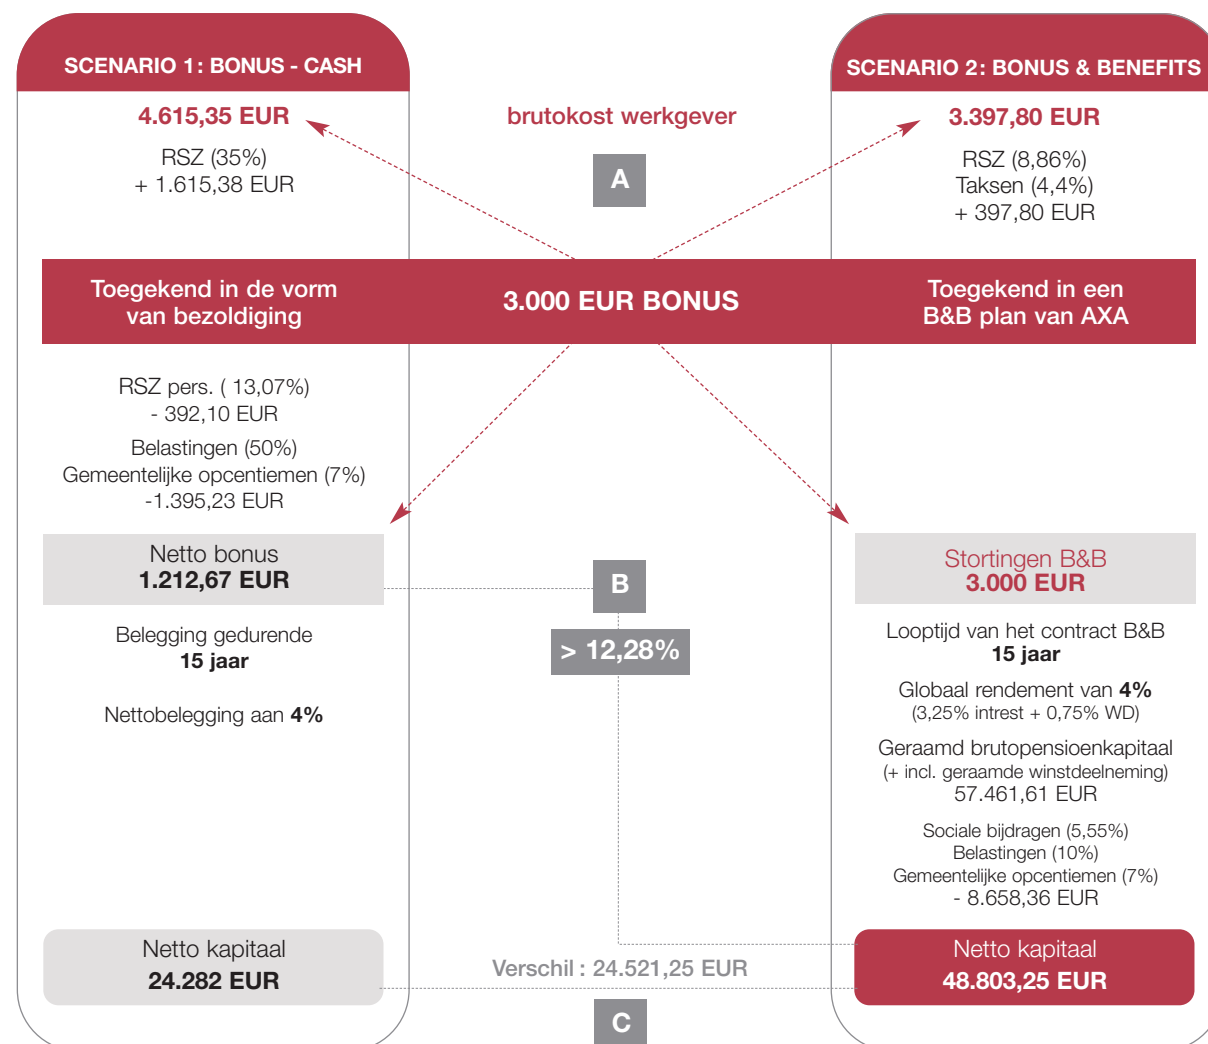 SCENARIO 1: BONUS - CASH
4.615,35 EUR
RSZ (35%)
+ 1.615,38 EUR
brutokost werkgever
A
SCENARIO 2: BONUS & BENEFITS
3.397,80 EUR
RSZ (8,86%)
Taksen (4,4%)
+ 397,80 EUR
Toegekend in de vorm
van bezoldiging
3.000 EUR BONUS
Toegekend in een
B&B plan van AXA
RSZ pers. ( 13,07%)
- 392,10 EUR
Belastingen (50%)
Gemeentelijke opcentiemen (7%)
-1.395,23 EUR
Netto bonus
1.212,67 EUR
Belegging gedurende
15 jaar
Nettobelegging aan 4%
B
> 12,28%
Stortingen B&B
3.000 EUR
Looptijd van het contract B&B
15 jaar
Globaal rendement van 4%
(3,25% intrest + 0,75% WD)
Geraamd brutopensioenkapitaal
(+ incl. geraamde winstdeelneming)
57.461,61 EUR
Sociale bijdragen (5,55%)
Belastingen (10%)
Gemeentelijke opcentiemen (7%)
- 8.658,36 EUR
Netto kapitaal
24.282 EUR
Verschil : 24.521,25 EUR
C
Netto kapitaal
48.803,25 EUR